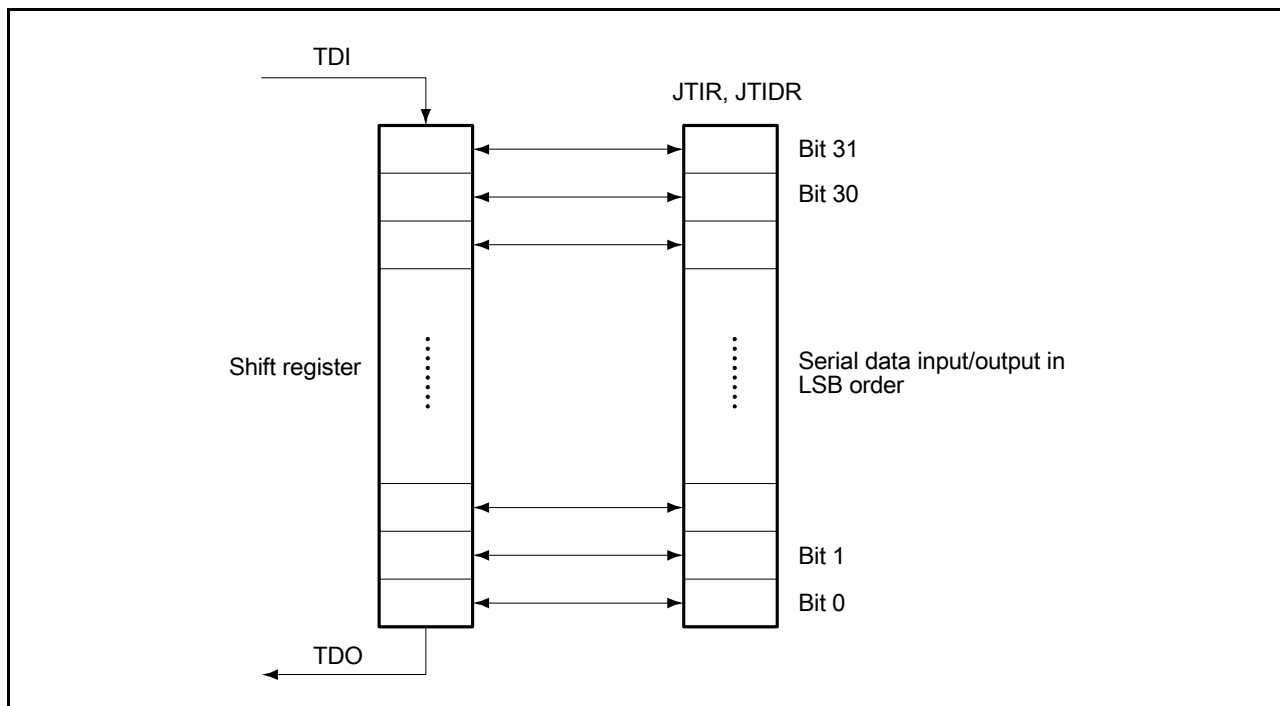 TDI
JTIR, JTIDR
Bit 31
Bit 30
Shift register
Serial data input/output in
LSB order
Bit 1
Bit 0
TDO